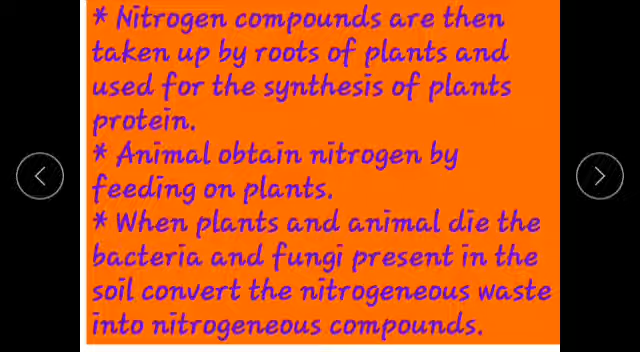 * Nitrogen compounds are then
taken up by roots of plants and
used for the synthesis of plants
protein.
* Animal obtain nitrogen by
feeding on plants.
* When plants and animal die the
bacteria and fungi present in the
soil convert the nitrogeneous waste
into nitrogeneous compounds.